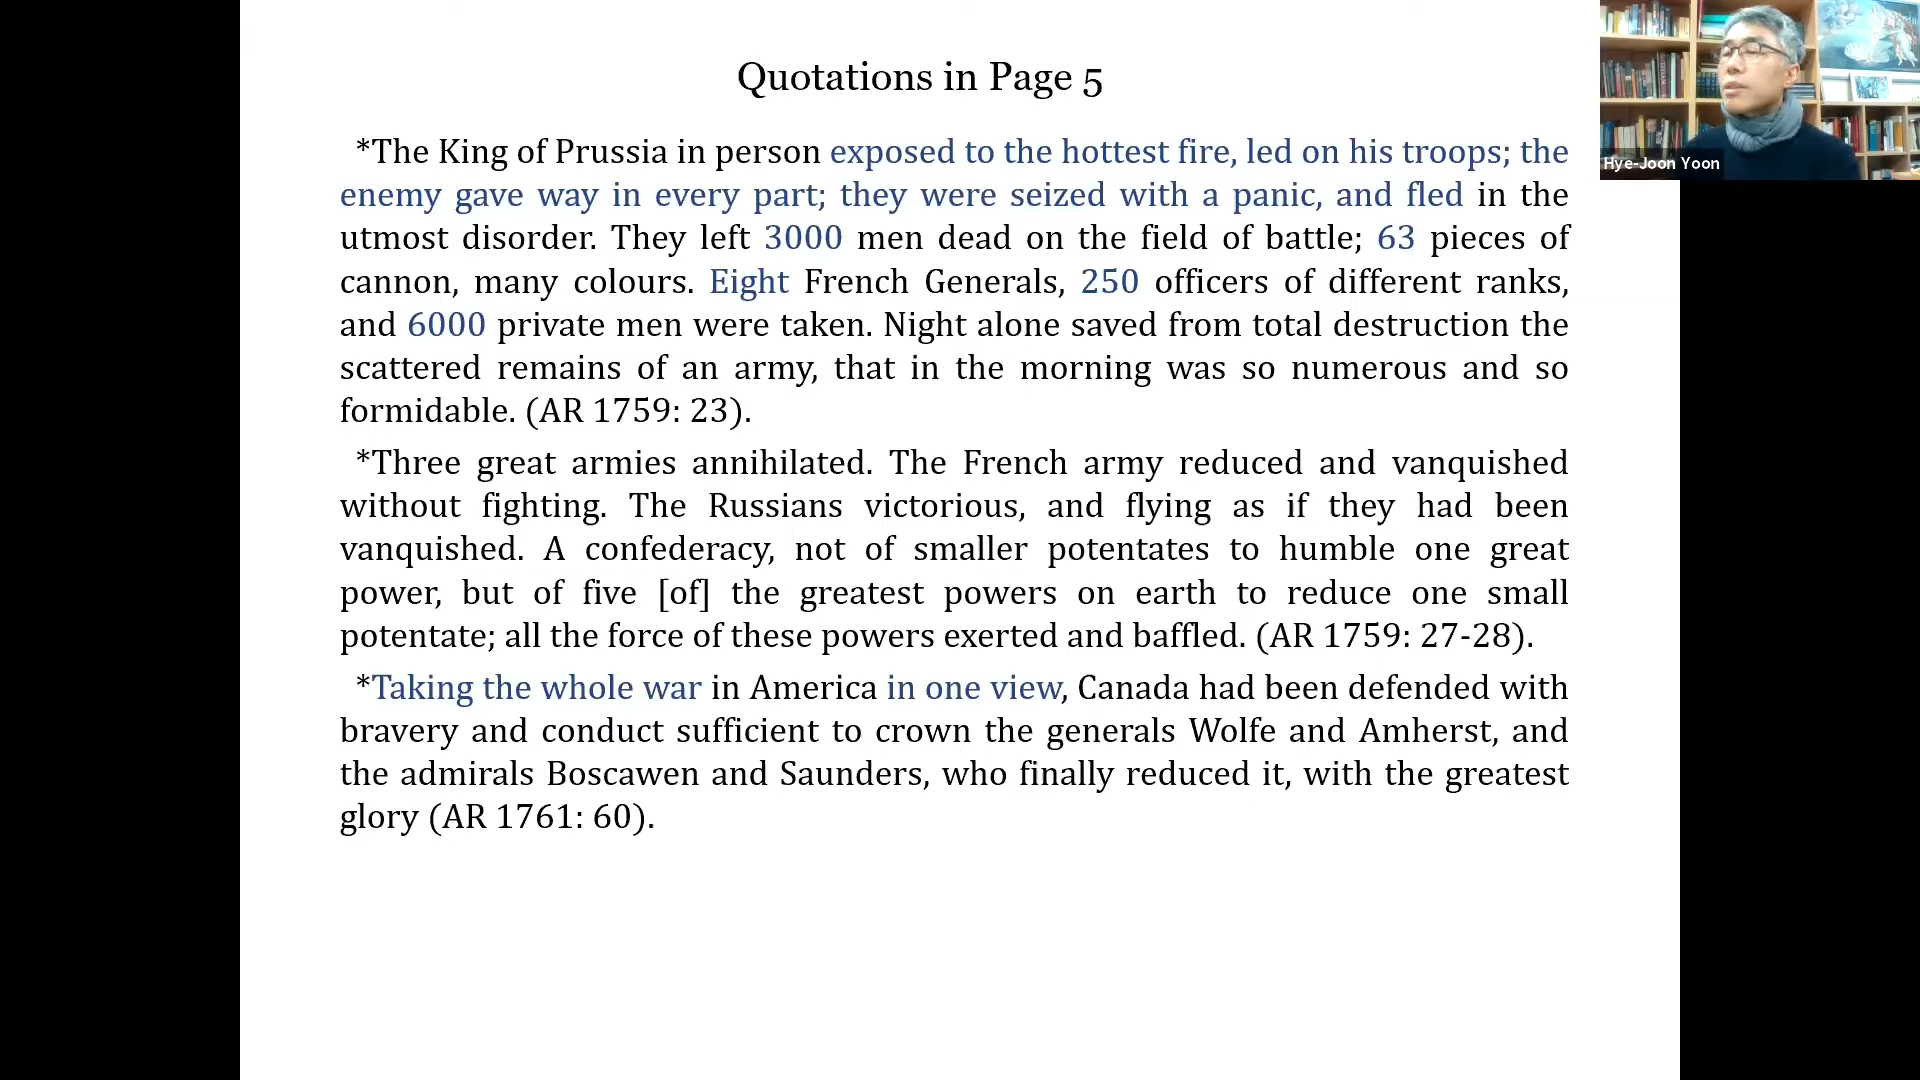 Quotations in Page 5
*The King of Prussia in person exposed to the hottest fire, led on his troops; the
enemy gave way in every part; they were seized with a panic, and fled in the
utmost disorder. They left 3000 men dead on the field of battle; 63 pieces of
cannon, many colours. Eight French Generals, 250 officers of different ranks,
and 6000 private men were taken. Night alone saved from total destruction the
scattered remains of an army, that in the morning was so numerous and so
formidable. (AR 1759: 23).
*Three great armies annihilated. The French army reduced and vanquished
without fighting. The Russians victorious, and flying as if they had been
vanquished. A confederacy, not of smaller potentates to humble one great
power, but of five [of] the greatest powers on earth to reduce one small
potentate; all the force of these powers exerted and baffled. (AR 1759: 27-28).
*Taking the whole war in America in one view, Canada had been defended with
bravery and conduct sufficient to crown the generals Wolfe and Amherst, and
the admirals Boscawen and Saunders, who finally reduced it, with the greatest
glory (AR 1761: 60).
Hye-Joon Yoon